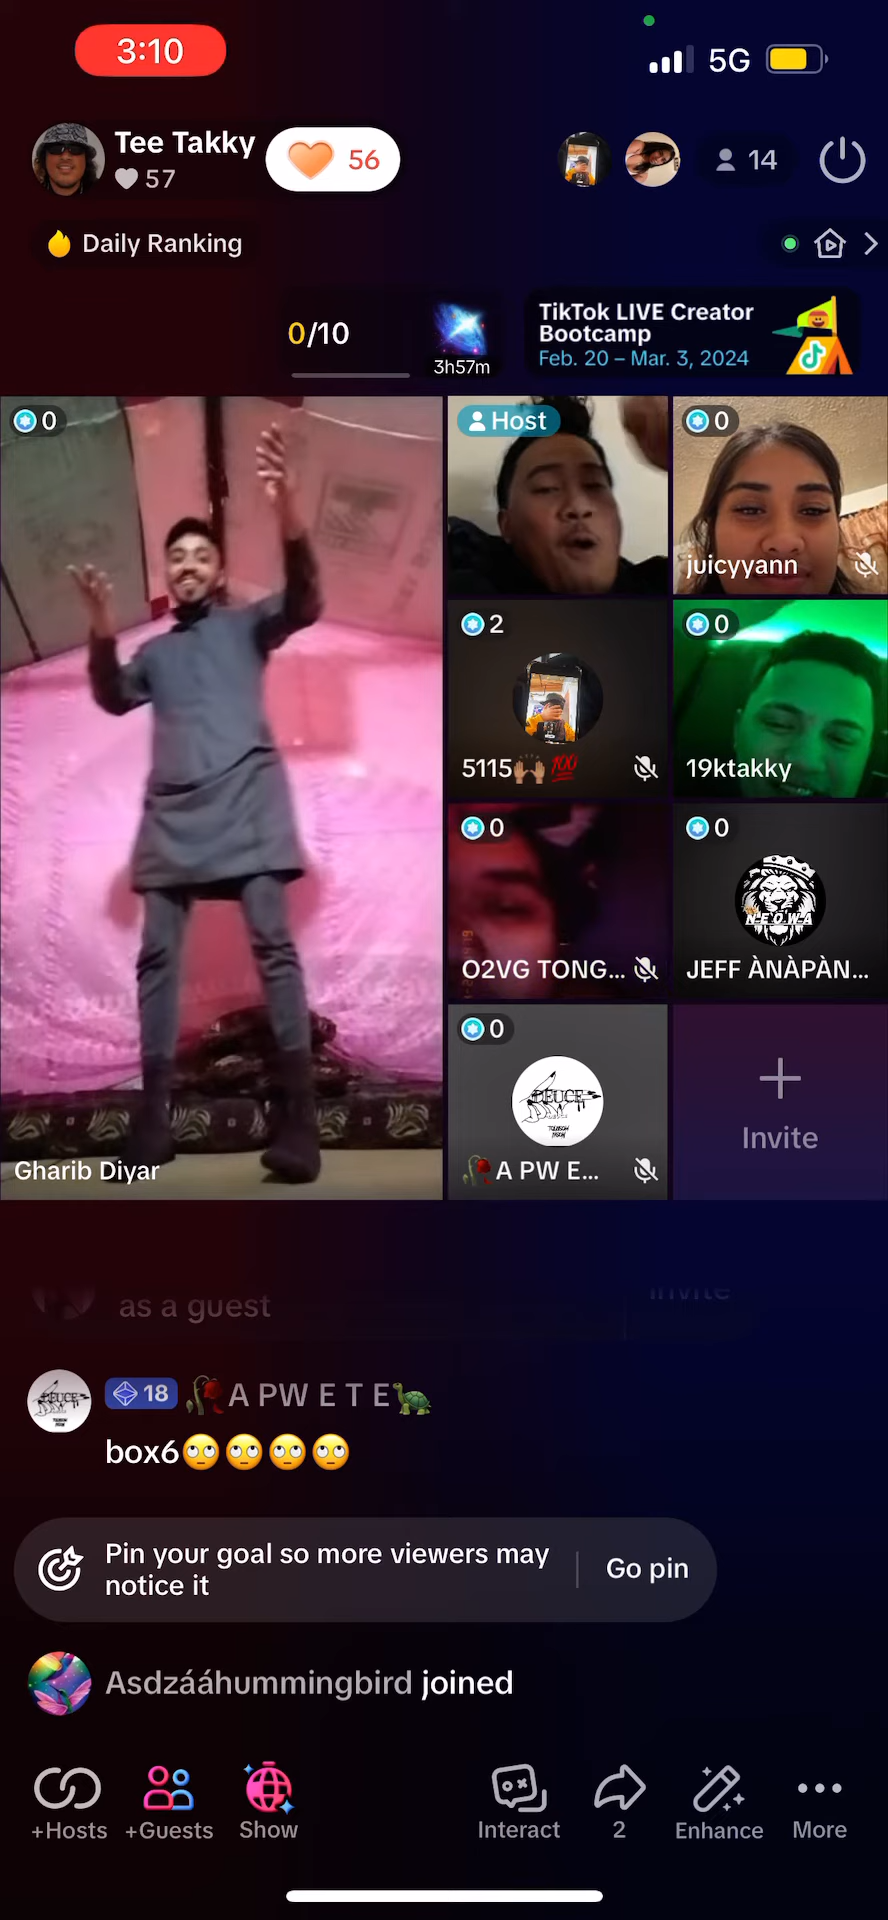 3:10
5G
Tee Takky
57
56
14
Daily Ranking
0/10
3h57m
TikTok LIVE Creator
Bootcamp
Feb. 20 – Mar. 3, 2024
0
Host
0
juicyyann
2
5115🙌🏽💯
0
19ktakky
0
O2VG TONG...
0
NEOWA
JEFF ÀNÀPÀN...
Gharib Diyar
0
DEUCE
🥀A PW E...
Invite
as a guest
Invite
18 🥀A PW E T E🐢
box6🙄🙄🙄🙄
Pin your goal so more viewers may
notice it
Go pin
Asdzááhummingbird joined
+Hosts
+Guests
Show
Interact
2
Enhance
More